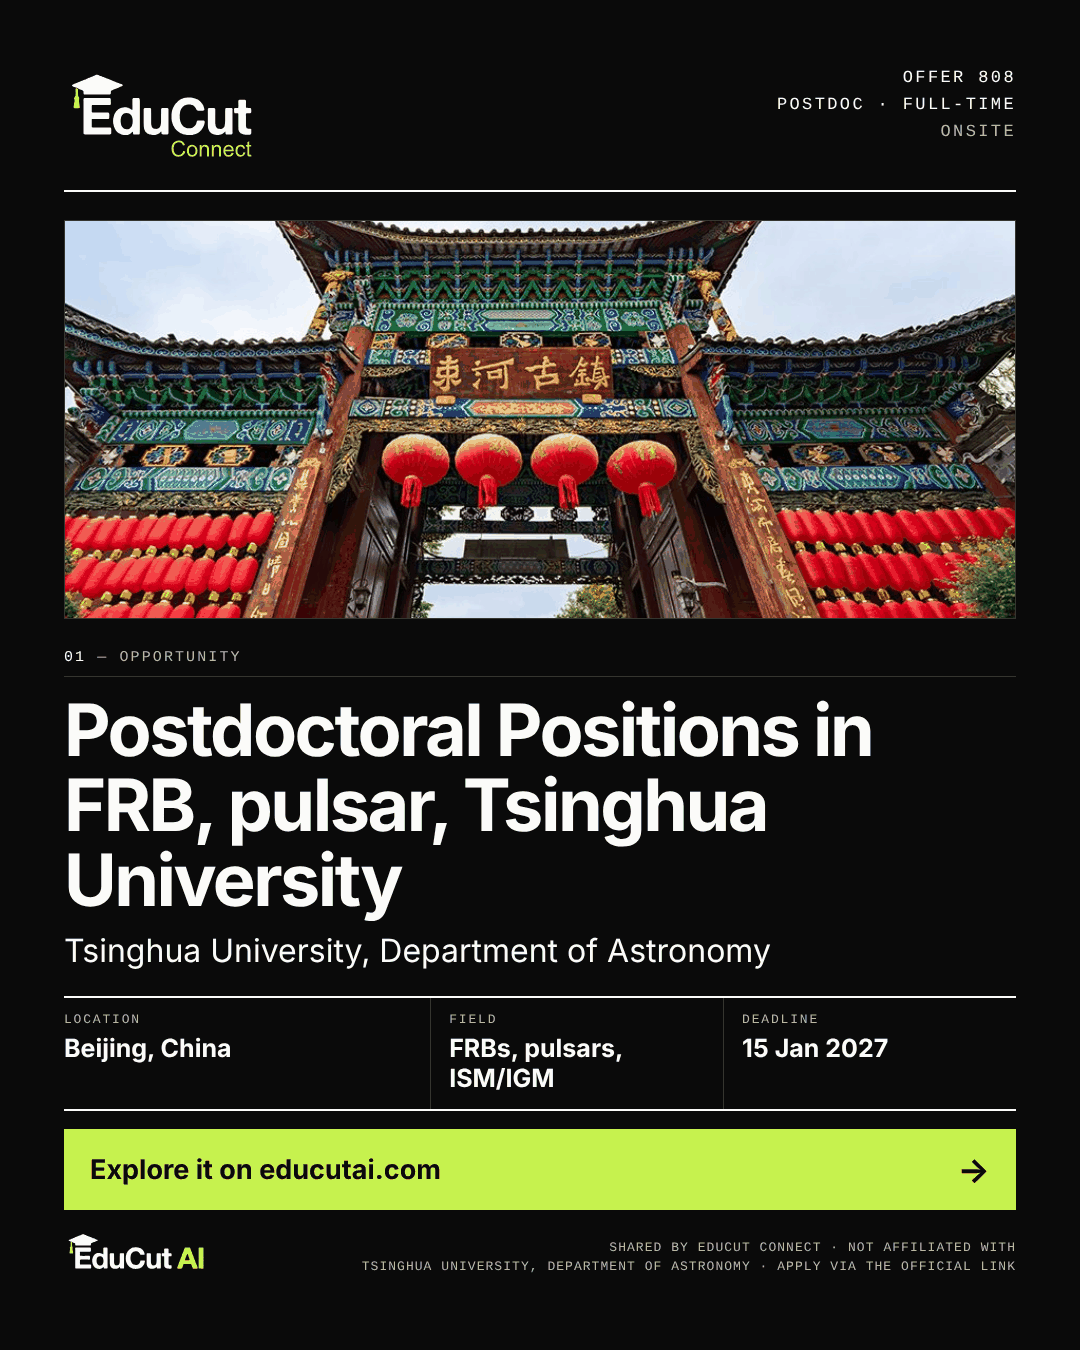 EduCut
Connect
OFFER 808
POSTDOC · FULL-TIME
ONSITE
束河古鎮
01 — OPPORTUNITY
Postdoctoral Positions in
FRB, pulsar, Tsinghua
University
Tsinghua University, Department of Astronomy
LOCATION
Beijing, China
FIELD
FRBs, pulsars,
ISM/IGM
DEADLINE
15 Jan 2027
Explore it on educutai.com →
EduCut AI
SHARED BY EDUCUT CONNECT · NOT AFFILIATED WITH
TSINGHUA UNIVERSITY, DEPARTMENT OF ASTRONOMY · APPLY VIA THE OFFICIAL LINK